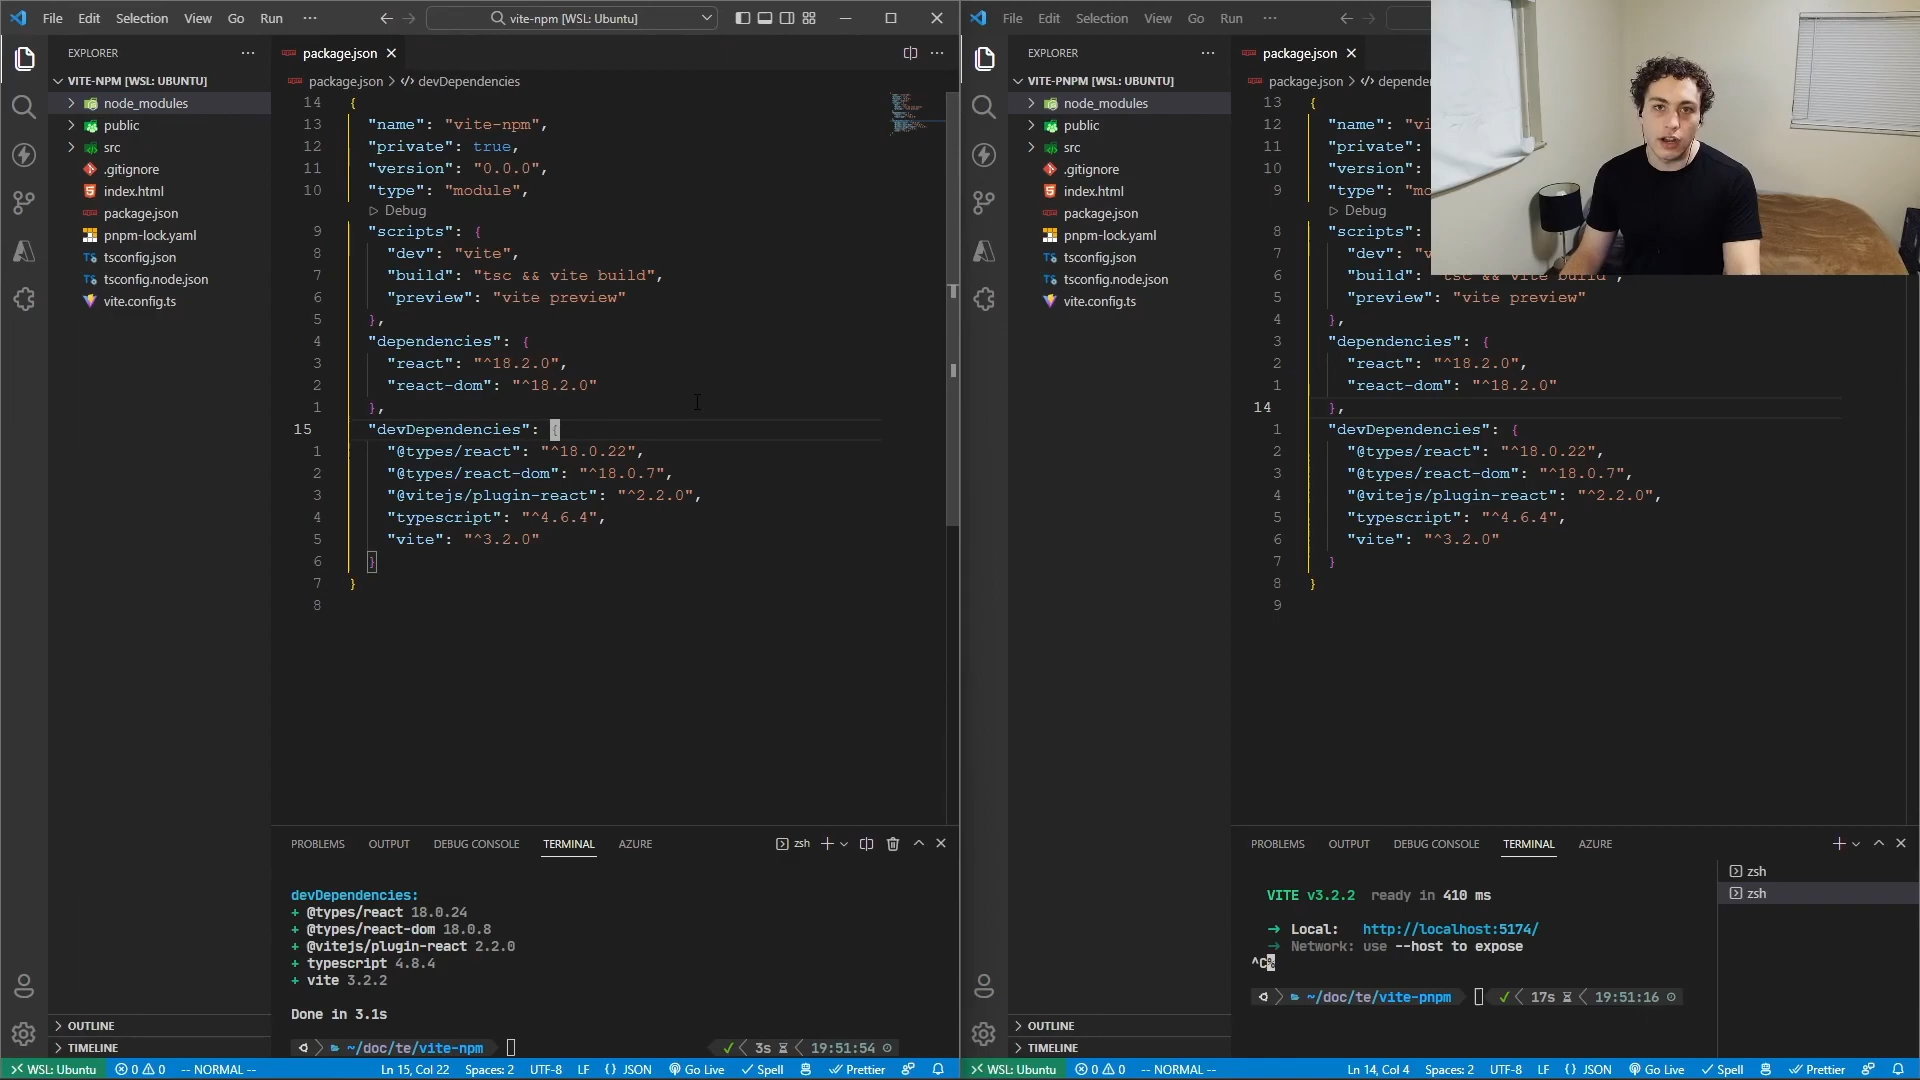 File Edit Selection View Go Run ··· vite-npm [WSL: Ubuntu]
EXPLORER ···
VITE-NPM [WSL: UBUNTU]
node_modules
public
src
.gitignore
index.html
package.json
pnpm-lock.yaml
tsconfig.json
tsconfig.node.json
vite.config.ts
OUTLINE
TIMELINE
package.json
package.json > devDependencies
14 {
13 "name": "vite-npm",
12 "private": true,
11 "version": "0.0.0",
10 "type": "module",
Debug
9 "scripts": {
8 "dev": "vite",
7 "build": "tsc && vite build",
6 "preview": "vite preview"
5 },
4 "dependencies": {
3 "react": "^18.2.0",
2 "react-dom": "^18.2.0"
1 },
15 "devDependencies": {
1 "@types/react": "^18.0.22",
2 "@types/react-dom": "^18.0.7",
3 "@vitejs/plugin-react": "^2.2.0",
4 "typescript": "^4.6.4",
5 "vite": "^3.2.0"
6 }
7 }
8
PROBLEMS OUTPUT DEBUG CONSOLE TERMINAL AZURE zsh
devDependencies:
+ @types/react 18.0.24
+ @types/react-dom 18.0.8
+ @vitejs/plugin-react 2.2.0
+ typescript 4.8.4
+ vite 3.2.2
Done in 3.1s
~/doc/te/vite-npm 3s 19:51:54
WSL: Ubuntu 0 0 -- NORMAL -- Ln 15, Col 22 Spaces: 2 UTF-8 LF { } JSON Go Live Spell Prettier
File Edit Selection View Go Run ···
EXPLORER ···
VITE-PNPM [WSL: UBUNTU]
node_modules
public
src
.gitignore
index.html
package.json
pnpm-lock.yaml
tsconfig.json
tsconfig.node.json
vite.config.ts
OUTLINE
TIMELINE
package.json
package.json > depender
13 {
12 "name": "vi
11 "private":
10 "version":
9 "type": "mo
Debug
8 "scripts":
7 "dev": "v
6 "build": "tsc && vite build",
5 "preview": "vite preview"
4 },
3 "dependencies": {
2 "react": "^18.2.0",
1 "react-dom": "^18.2.0"
14 },
1 "devDependencies": {
2 "@types/react": "^18.0.22",
3 "@types/react-dom": "^18.0.7",
4 "@vitejs/plugin-react": "^2.2.0",
5 "typescript": "^4.6.4",
6 "vite": "^3.2.0"
7 }
8 }
9
PROBLEMS OUTPUT DEBUG CONSOLE TERMINAL AZURE
zsh
zsh
VITE v3.2.2 ready in 410 ms
➜ Local: http://localhost:5174/
➜ Network: use --host to expose
^C%
~/doc/te/vite-pnpm 17s 19:51:16
WSL: Ubuntu 0 0 -- NORMAL -- Ln 14, Col 4 Spaces: 2 UTF-8 LF { } JSON Go Live Spell Prettier